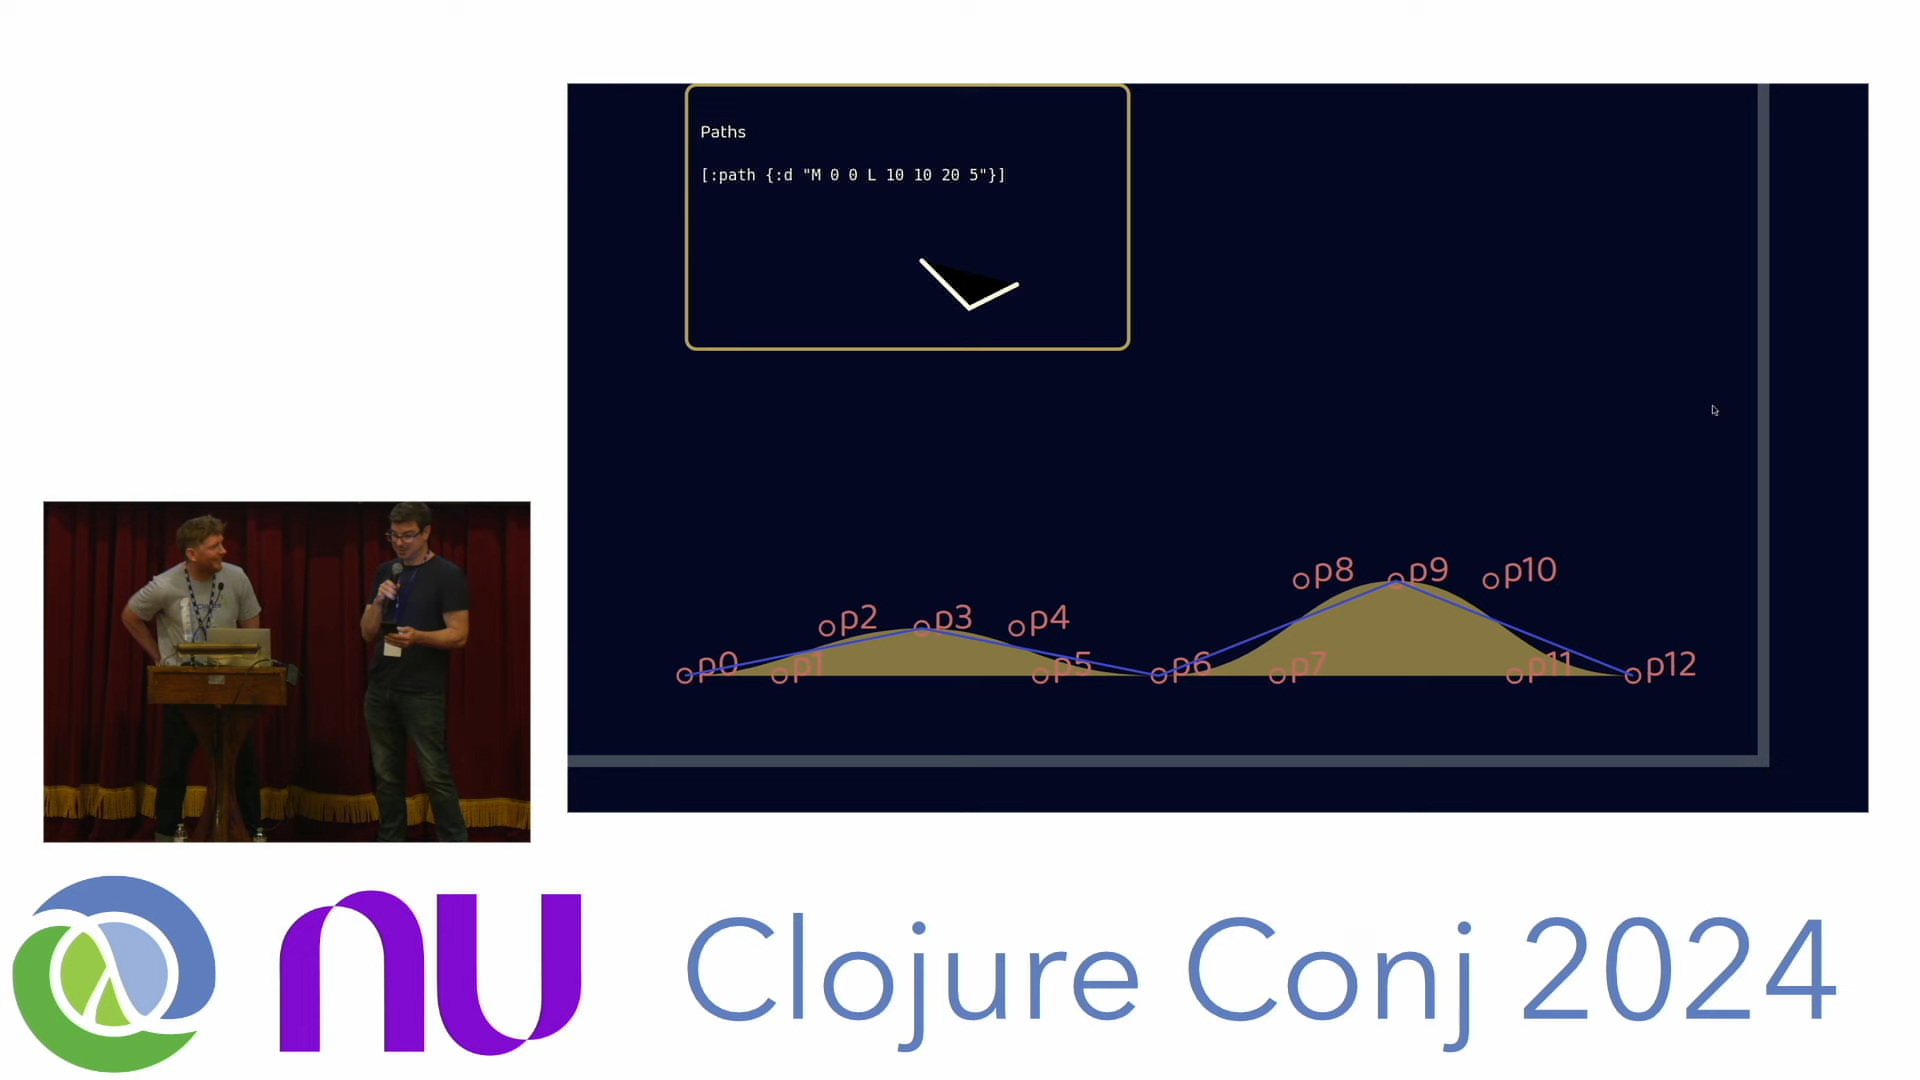 Paths
[:path {:d "M 0 0 L 10 10 20 5"}]
p8 p9 p10
p2 p3 p4
p0 p1 p5 p6 p7 p11 p12
nu Clojure Conj 2024